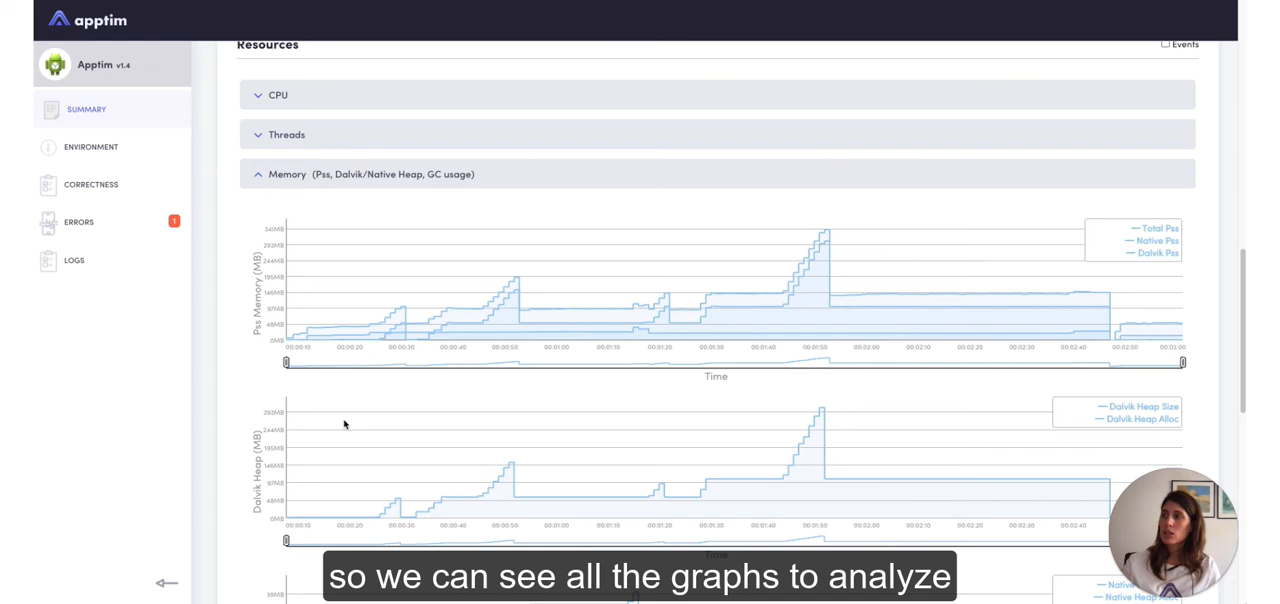 apptim
Resources
Events
Apptim v1.4
SUMMARY
ENVIRONMENT
CORRECTNESS
ERRORS
1
LOGS
CPU
Threads
Memory (Pss, Dalvik/Native Heap, GC usage)
Pss Memory (MB)
341MB
292MB
244MB
195MB
146MB
97MB
48MB
0MB
Total Pss
Native Pss
Dalvik Pss
00:00:10 00:00:20 00:00:30 00:00:40 00:00:50 00:01:00 00:01:10 00:01:20 00:01:30 00:01:40 00:01:50 00:02:00 00:02:10 00:02:20 00:02:30 00:02:40 00:02:50 00:03:00
Time
Dalvik Heap (MB)
292MB
244MB
195MB
146MB
97MB
48MB
0MB
Dalvik Heap Size
Dalvik Heap Alloc
00:00:10 00:00:20 00:00:30 00:00:40 00:00:50 00:01:00 00:01:10 00:01:20 00:01:30 00:01:40 00:01:50 00:02:00 00:02:10 00:02:20 00:02:30 00:02:40
Time
so we can see all the graphs to analyze
39MB
Native
Native Heap Alloc